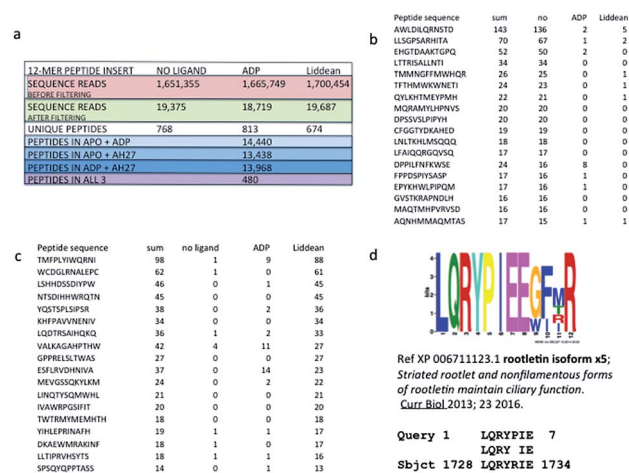 a
12-MER PEPTIDE INSERT NO LIGAND ADP Liddean
SEQUENCE READS 1,651,355 1,665,749 1,700,454
BEFORE FILTERING
SEQUENCE READS 19,375 18,719 19,687
AFTER FILTERING
UNIQUE PEPTIDES 768 813 674
PEPTIDES IN APO + ADP 14,440
PEPTIDES IN APO + AH27 13,438
PEPTIDES IN ADP + AH27 13,968
PEPTIDES IN ALL 3 480
b
Peptide sequence sum no ADP Liddean
AWLDILQRNSTD 143 136 2 5
LLSGPSARHITA 70 67 1 2
EHGTDAAKTGPQ 52 50 2 0
LTTRISALLNTI 34 34 0 0
TMMNGFFMWHQR 26 25 0 1
TFTHMWKWNETI 24 23 0 1
QYLKHTMEYPMH 22 21 0 1
MQRAMYLHPNVS 20 20 0 0
DPSSVSLPIPYH 20 20 0 0
CFGGTYDKAHED 19 19 0 0
LNLTKHLMSQQQ 18 18 0 0
LFAIQQRGQVSQ 17 17 0 0
DPPILFNFKWSE 24 16 8 0
FPPDSPIYSASP 17 16 1 0
EPYKHWLPIPQM 17 16 1 0
GVSTKRAPNDLH 16 16 0 0
MAQTMHPVRVSD 16 16 0 0
AQNHMMAQMTAS 17 15 1 1
c
Peptide sequence sum no ligand ADP Liddean
TMFPLYIWQRNI 98 1 9 88
WCDGLRNALEPC 62 1 0 61
LSHHDSSDIYPW 46 0 1 45
NTSDIHHWRQTN 45 0 0 45
YQSTSPLSIPSR 38 0 2 36
KHFPAVVNENIV 34 0 0 34
LQDTRSAIHQKQ 36 1 2 33
VALKAGAHPTHW 42 4 11 27
GPPRELSLTWAS 27 0 0 27
ESFLRVDHNIVA 37 0 14 23
MEVGSSQKYLKM 24 0 2 22
LINQTYSQMWHL 21 0 0 21
IVAWRPGSIFIT 20 0 0 20
TWTRMYMEMHTH 18 0 0 18
YIHLEPRINAFH 19 1 1 17
DKAEWMRAKINF 18 1 0 17
LLTIPRVHSYTS 18 1 1 16
SPSQYQPPTASS 14 0 1 13
d
Ref XP 006711123.1 rootletin isoform x5;
Striated rootlet and nonfilamentous forms
of rootletin maintain ciliary function.
Curr Biol 2013; 23 2016.
Query 1 LQRYPIE 7
LQRY IE
Sbjct 1728 LQRYRIE 1734